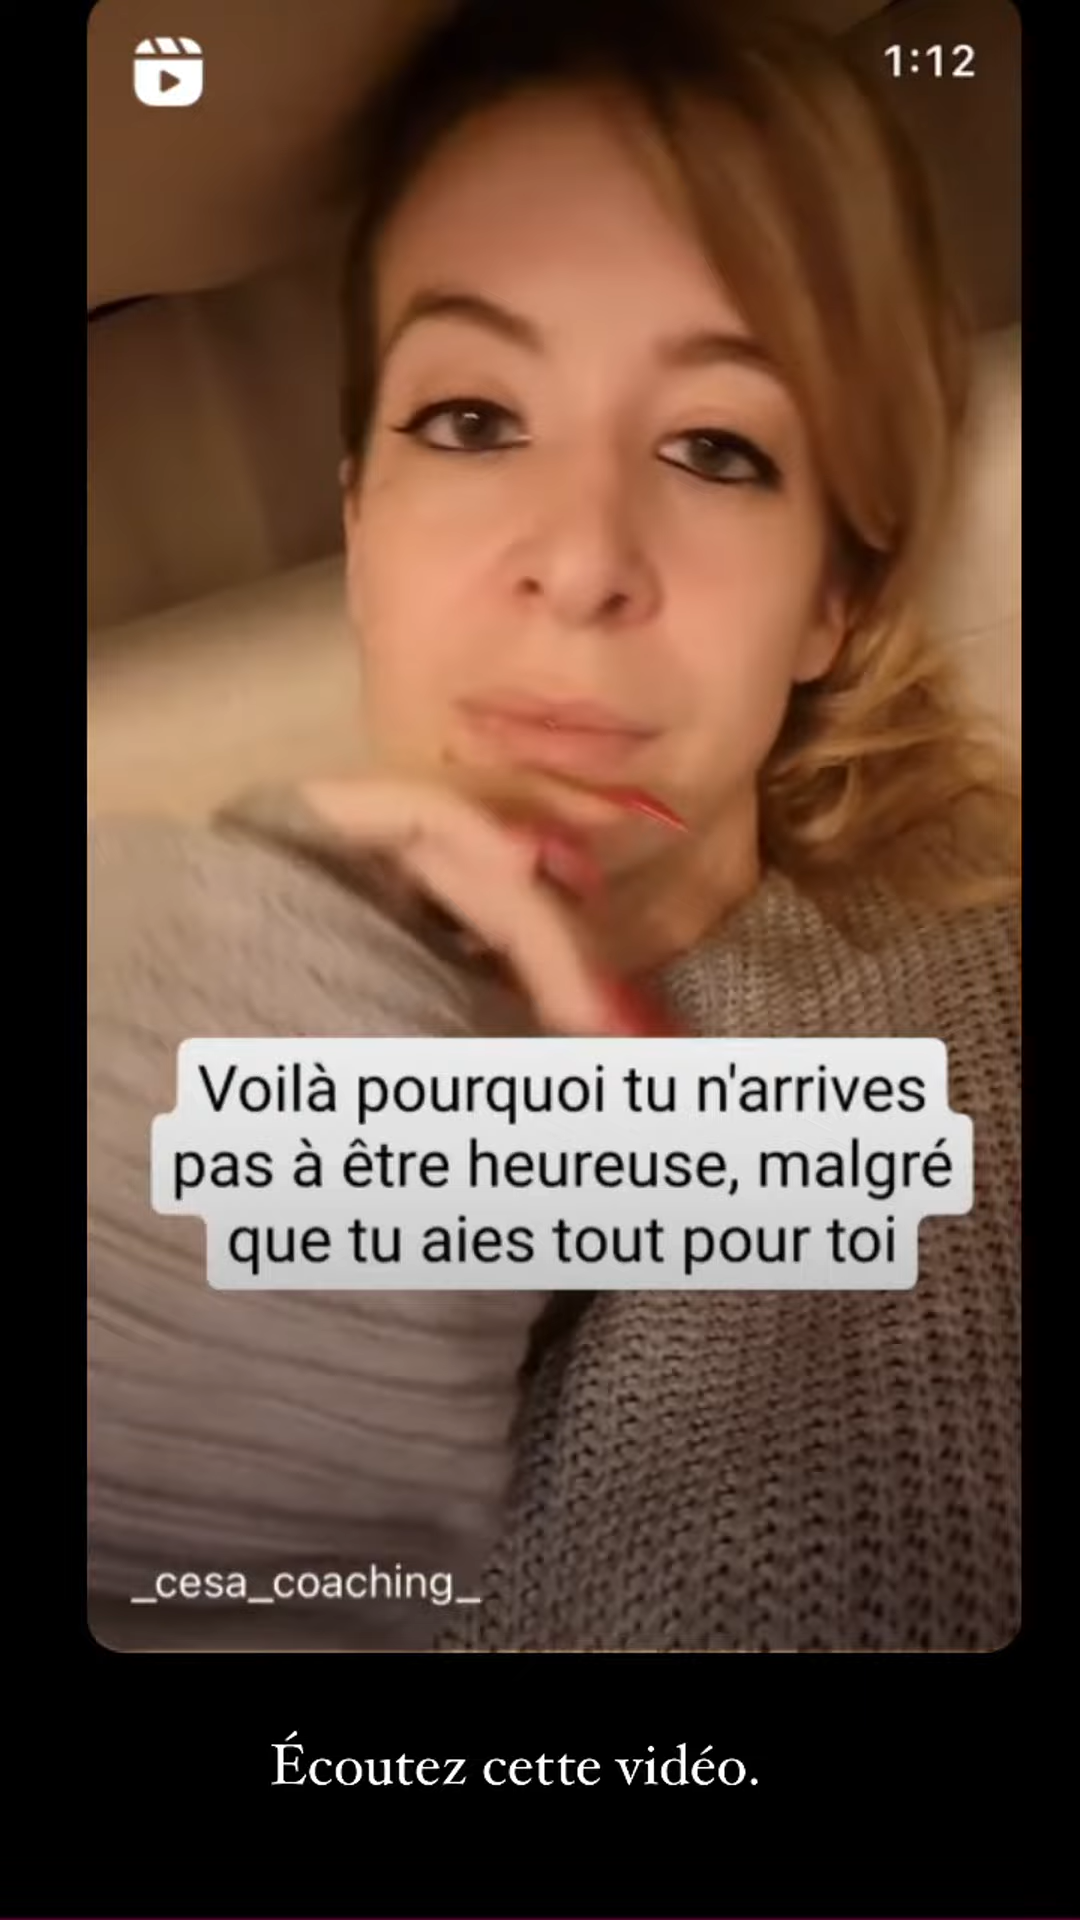 1:12
Voilà pourquoi tu n'arrives
pas à être heureuse, malgré
que tu aies tout pour toi
_cesa_coaching_
Écoutez cette vidéo.